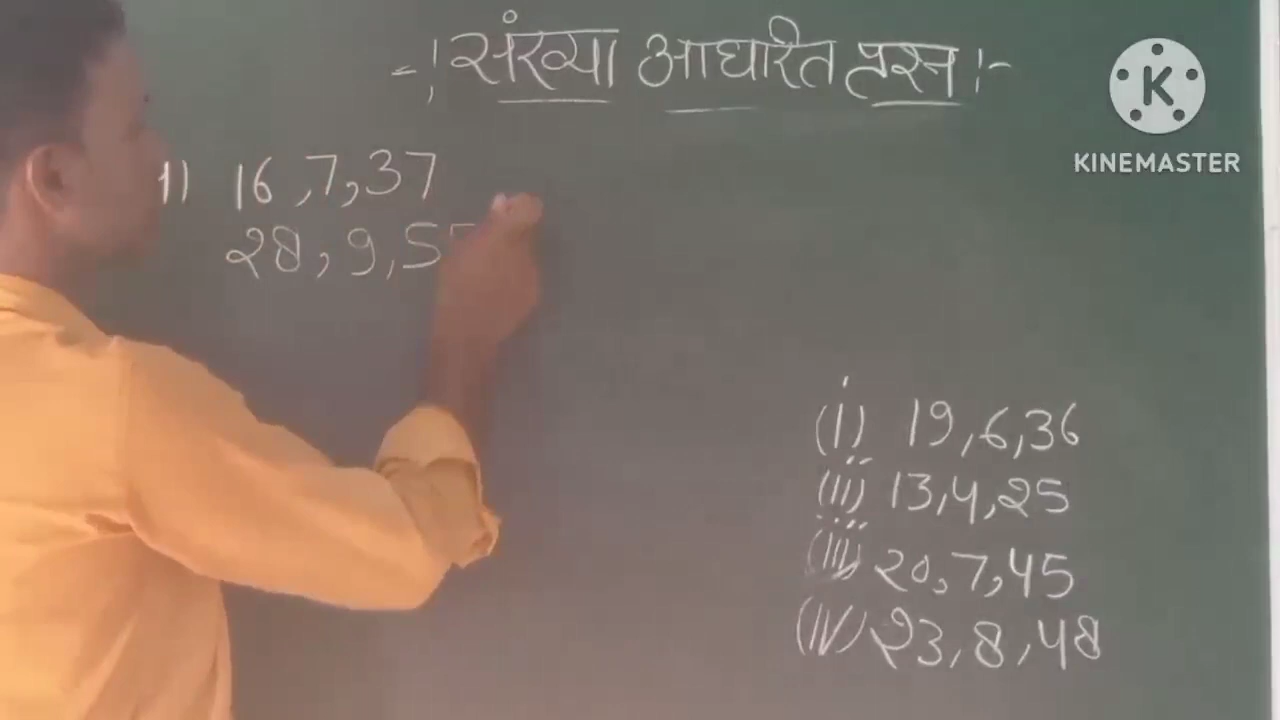 -: संख्या आधारित प्रश्न :-
1) 16, 7, 37
28, 9, 5
(i) 19, 6, 36
(ii) 13, 4, 25
(iii) 20, 7, 45
(iv) 23, 8, 48
KINEMASTER